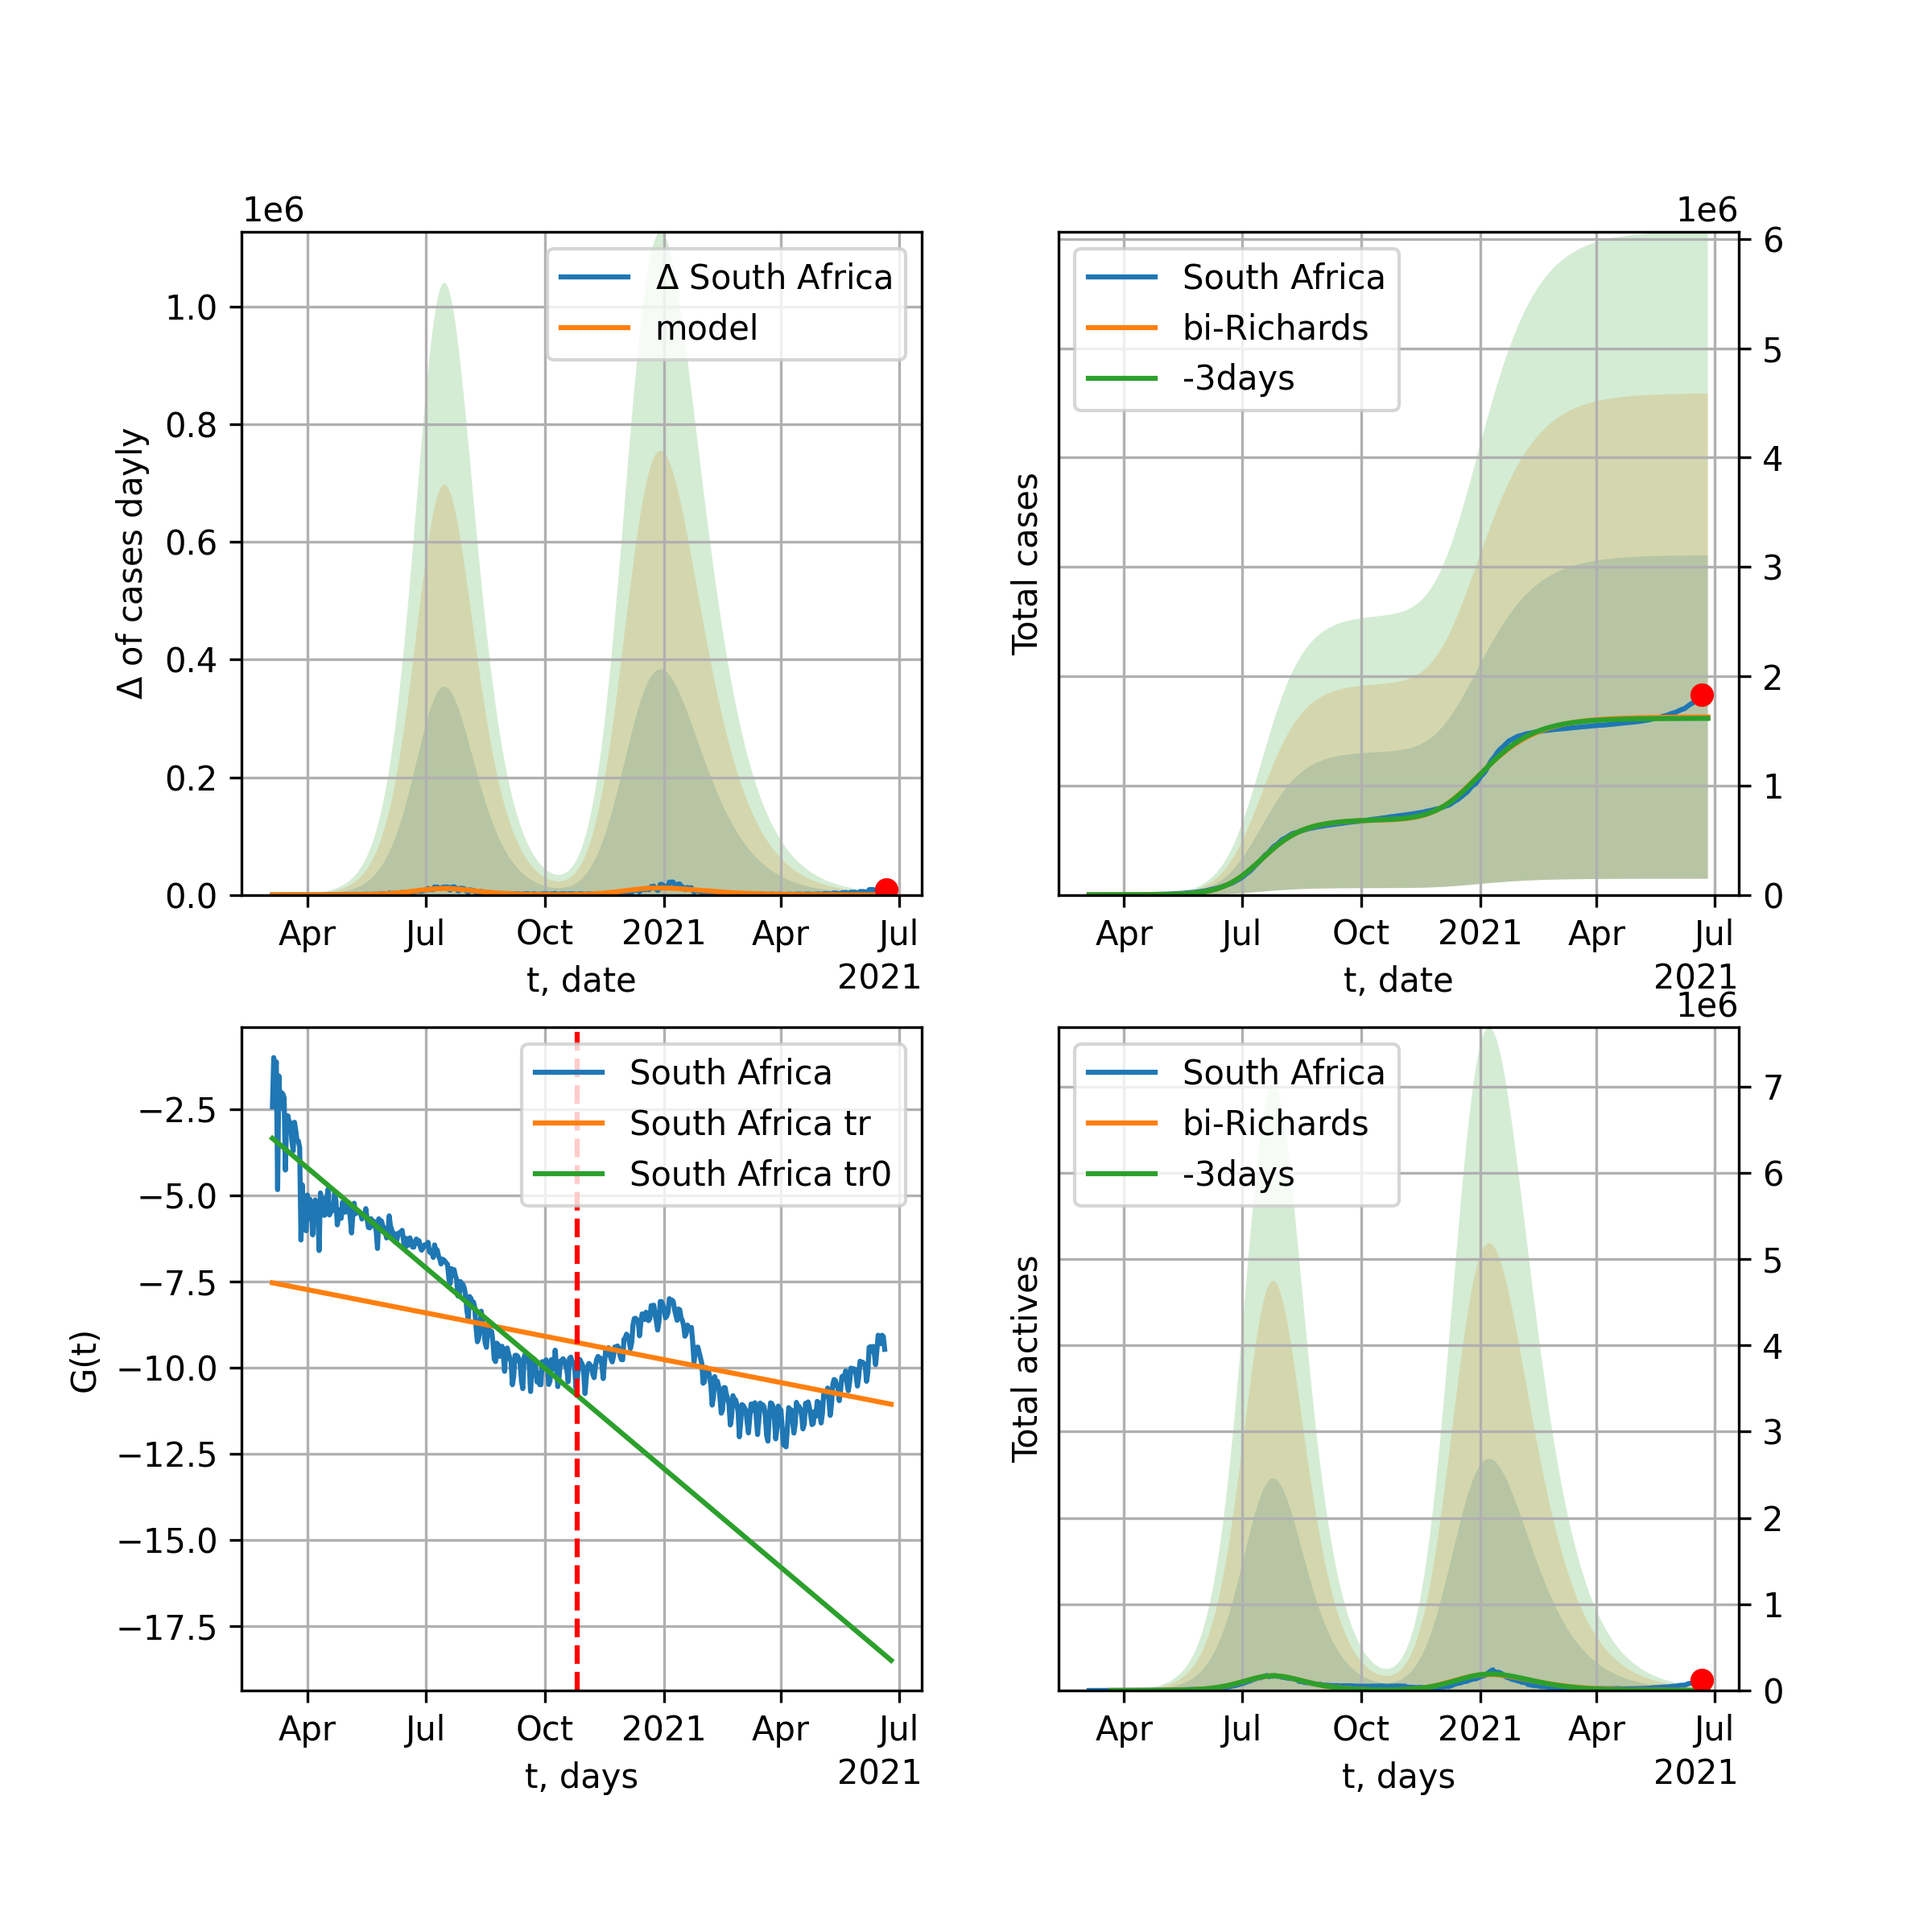 1e6
Δ of cases dayly
1.0
0.8
0.6
0.4
0.2
0.0
Δ South Africa
model
Apr Jul Oct 2021 Apr Jul
2021
t, date
1e6
Total cases
South Africa
bi-Richards
-3days
6
5
4
3
2
1
0
Apr Jul Oct 2021 Apr Jul
2021
t, date
G(t)
−2.5
−5.0
−7.5
−10.0
−12.5
−15.0
−17.5
South Africa
South Africa tr
South Africa tr0
Apr Jul Oct 2021 Apr Jul
2021
t, days
1e6
Total actives
South Africa
bi-Richards
-3days
7
6
5
4
3
2
1
0
Apr Jul Oct 2021 Apr Jul
2021
t, days